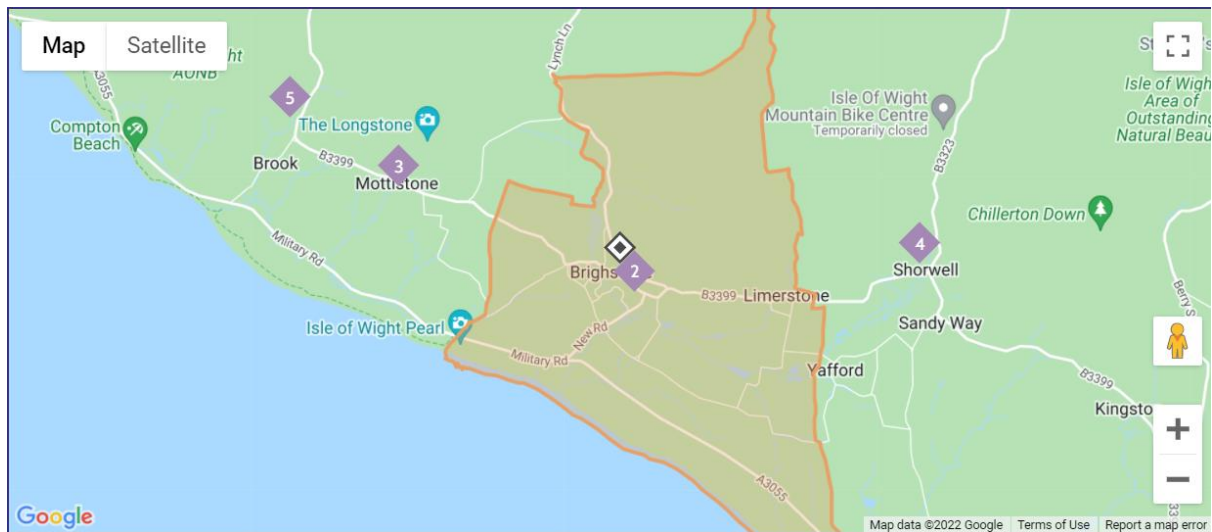 Map
Satellite
AONB
A3055
Compton
Beach
5
The Longstone
Brook
B3399
3
Mottistone
Lynch Ln
Military Rd
Isle of Wight Pearl
2
B3399
Limerstone
New Rd
Military Rd
Yafford
A3055
Isle Of Wight
Mountain Bike Centre
Temporarily closed
B3323
Isle of Wigh
Area of
Outstanding
Natural Beau
Chillerton Down
4
Shorwell
Sandy Way
B3399
Berry S
Kingsto
Google
Map data ©2022 Google
Terms of Use
Report a map error